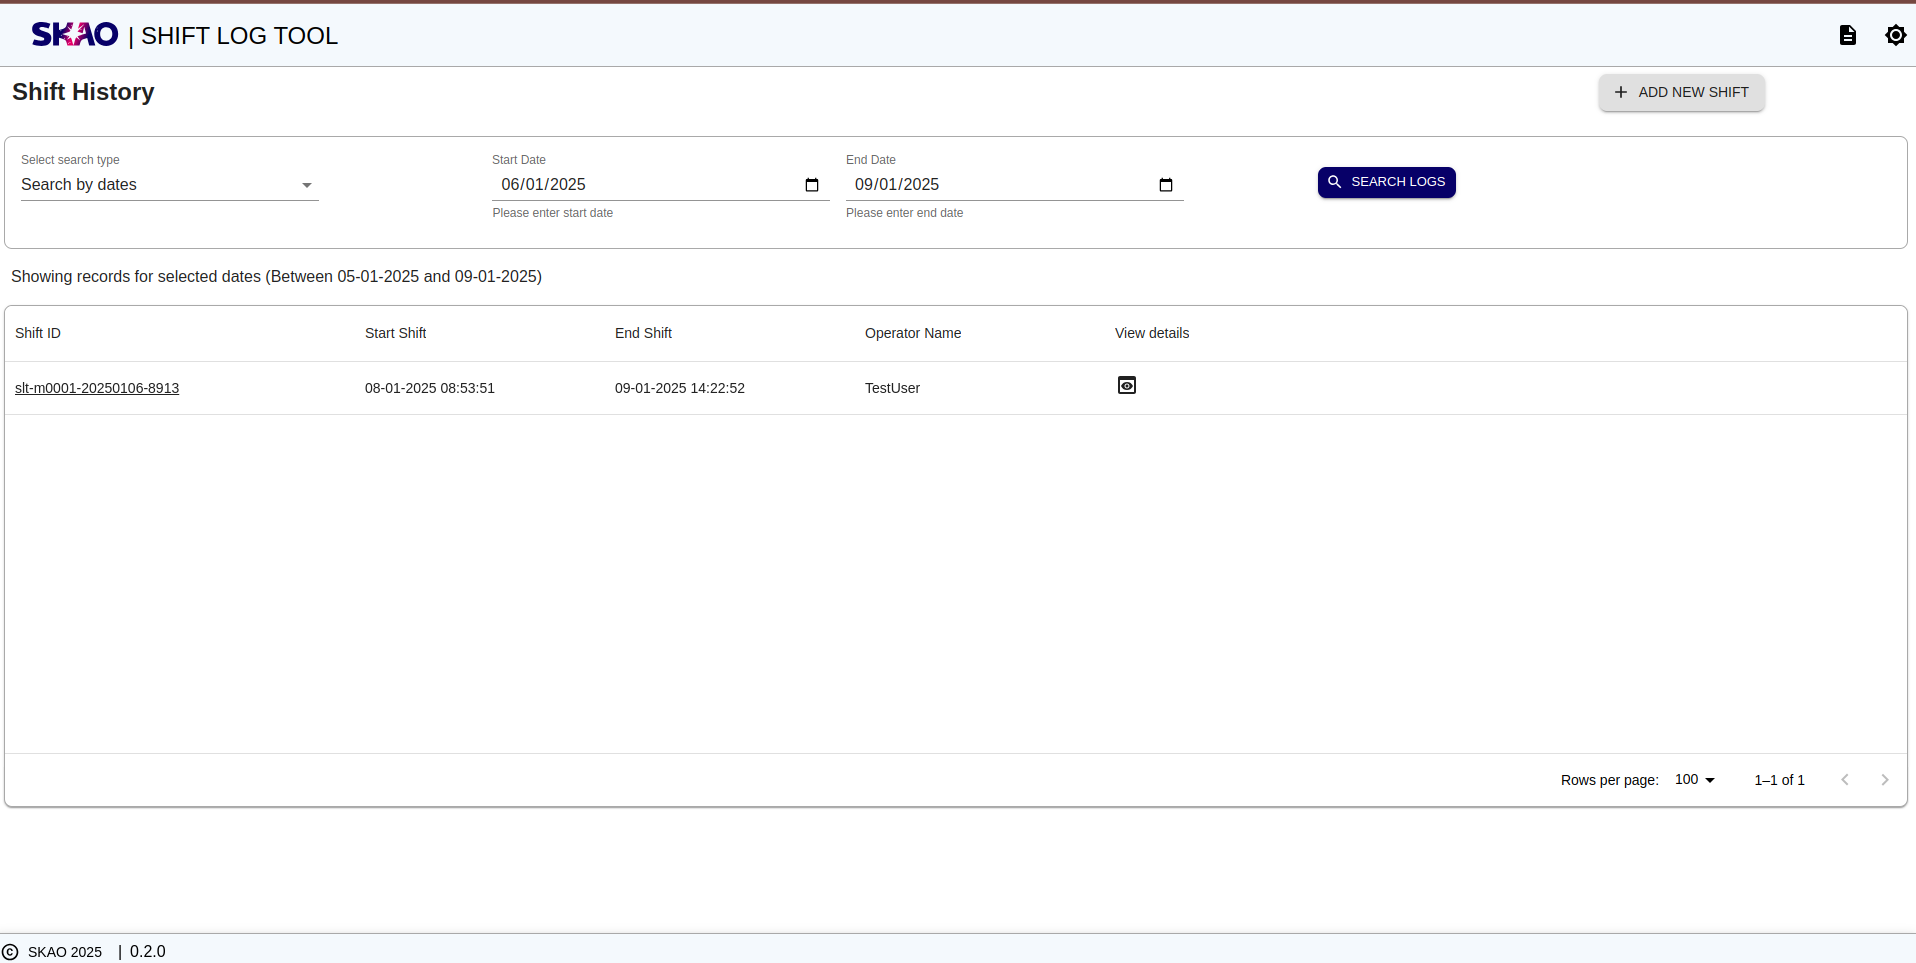 SKAO | SHIFT LOG TOOL
Shift History
ADD NEW SHIFT
Select search type
Search by dates
Start Date
06/01/2025
Please enter start date
End Date
09/01/2025
Please enter end date
SEARCH LOGS
Showing records for selected dates (Between 05-01-2025 and 09-01-2025)
Shift ID Start Shift End Shift Operator Name View details
slt-m0001-20250106-8913 08-01-2025 08:53:51 09-01-2025 14:22:52 TestUser
Rows per page: 100 1–1 of 1
© SKAO 2025 | 0.2.0